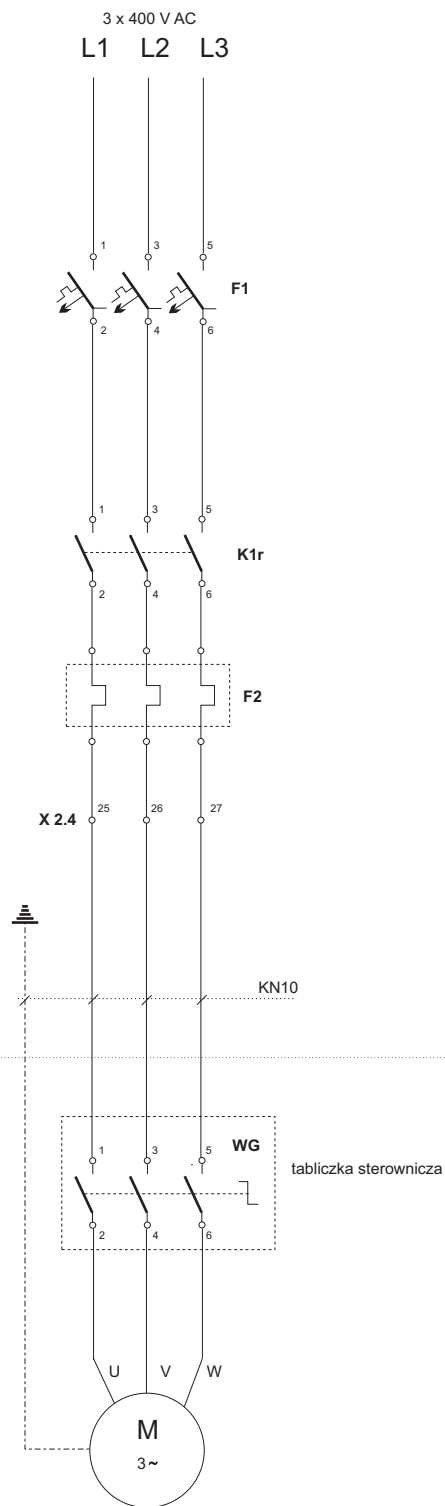 3 x 400 V AC
L1 L2 L3
1 3 5
F1
2 4 6
1 3 5
K1r
2 4 6
F2
X 2.4 25 26 27
KN10
1 3 5 WG
tabliczka sterownicza
2 4 6
U V W
M
3~